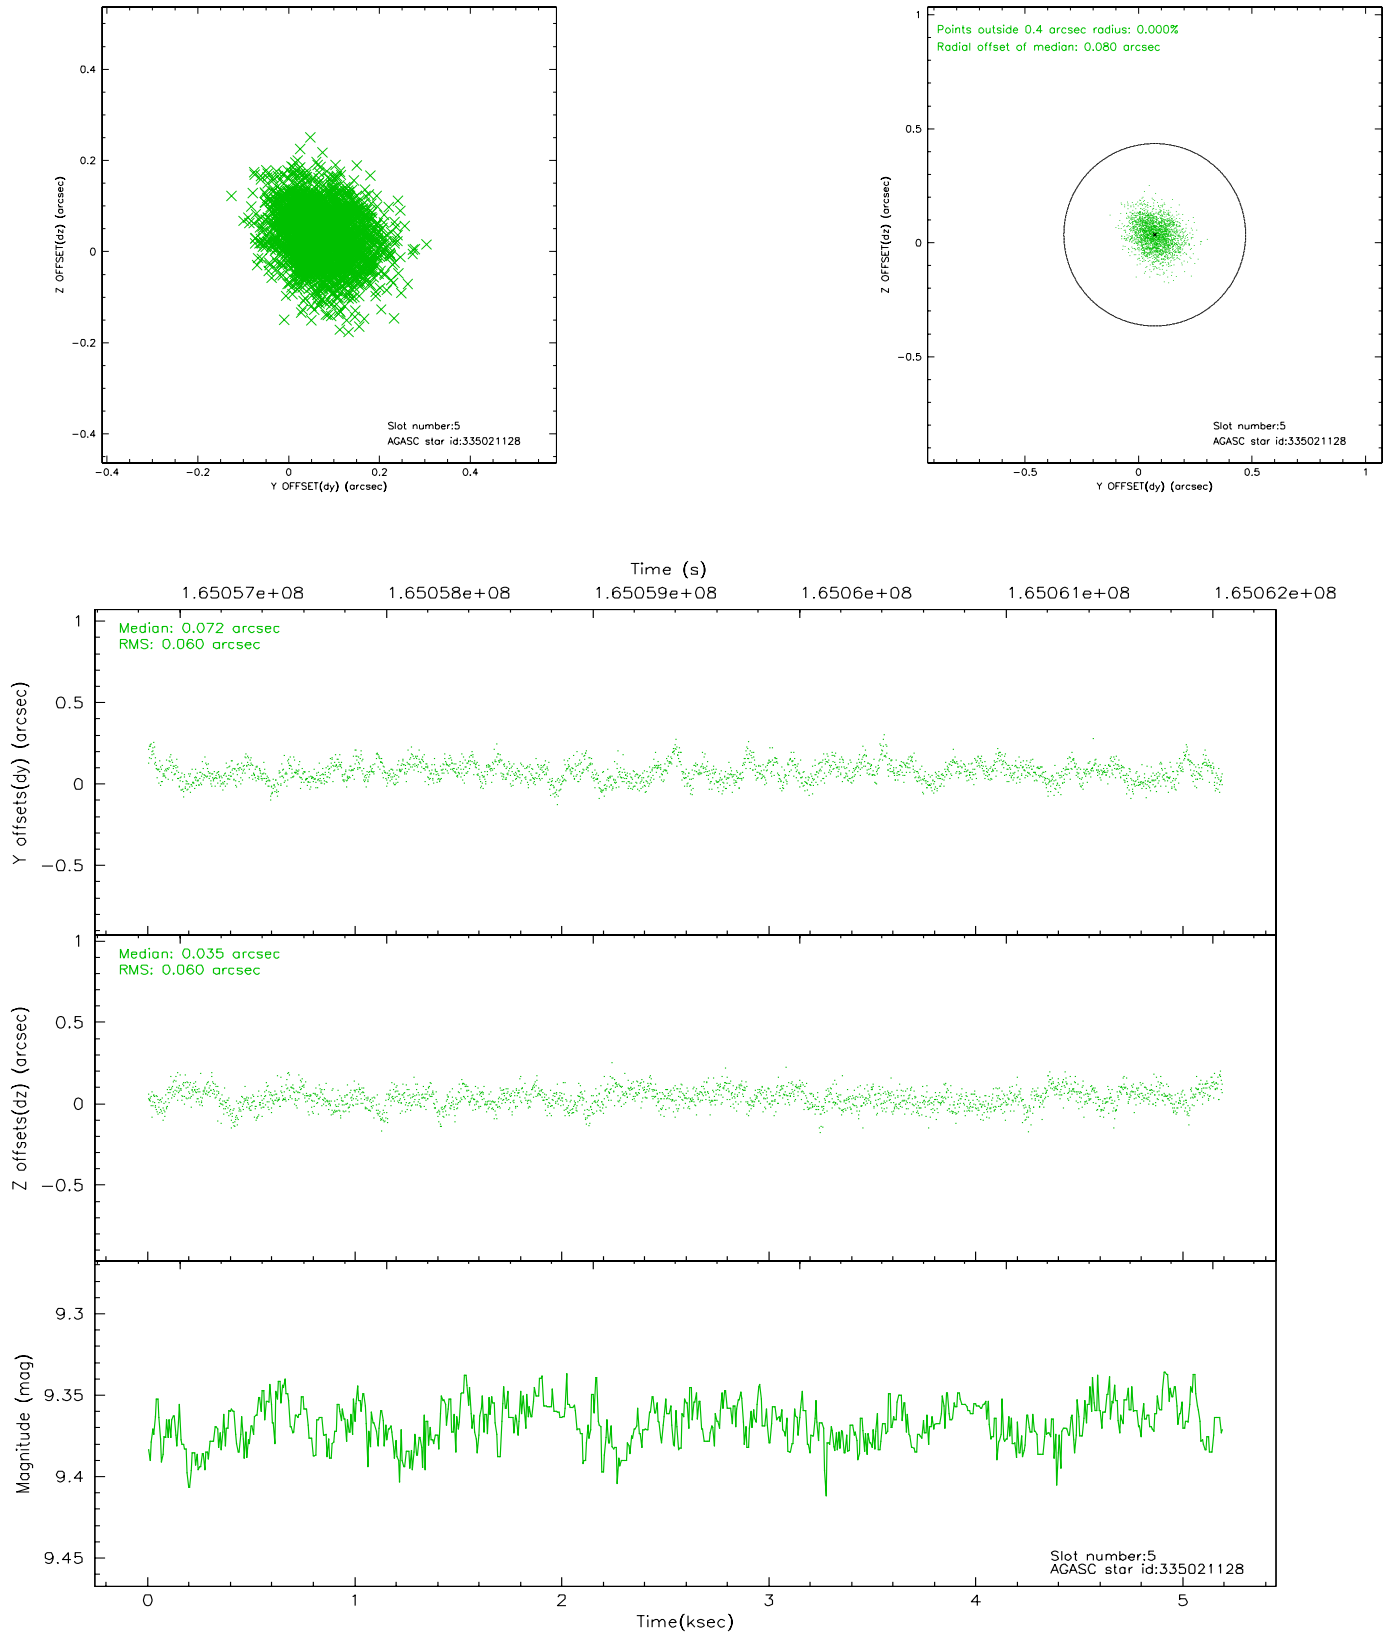 0.4
0.2
0
−0.2
−0.4
Z OFFSET(dz) (arcsec)
Slot number:5
AGASC star id:335021128
−0.4 −0.2 0 0.2 0.4
Y OFFSET(dy) (arcsec)
Points outside 0.4 arcsec radius: 0.000%
Radial offset of median: 0.080 arcsec
1
0.5
0
−0.5
Z OFFSET(dz) (arcsec)
Slot number:5
AGASC star id:335021128
−0.5 0 0.5 1
Y OFFSET(dy) (arcsec)
Time (s)
1.65057e+08 1.65058e+08 1.65059e+08 1.6506e+08 1.65061e+08 1.65062e+08
Median: 0.072 arcsec
RMS: 0.060 arcsec
1
0.5
0
−0.5
Y offsets(dy) (arcsec)
Median: 0.035 arcsec
RMS: 0.060 arcsec
1
0.5
0
−0.5
Z offsets(dz) (arcsec)
9.3
9.35
9.4
9.45
Magnitude (mag)
Slot number:5
AGASC star id:335021128
0 1 2 3 4 5
Time(ksec)